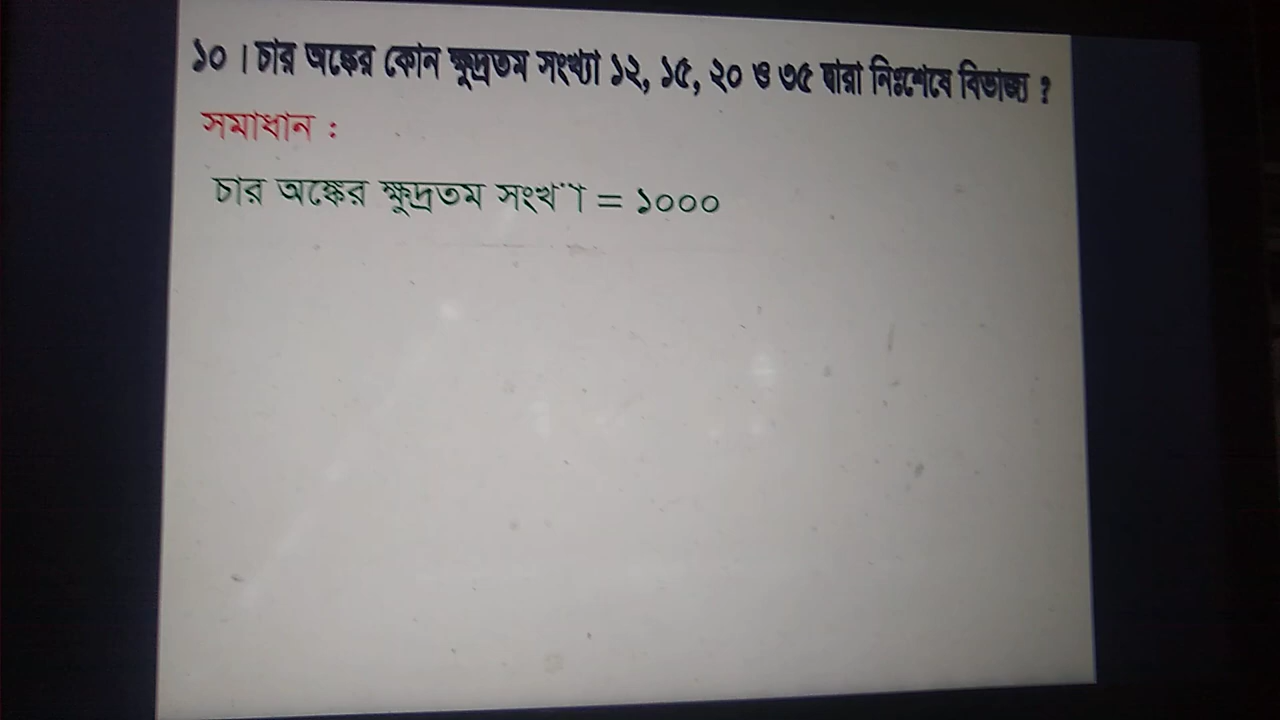 ১০। চার অঙ্কের কোন ক্ষুদ্রতম সংখ্যা ১২, ১৫, ২০ ও ৩৫ দ্বারা নিঃশেষে বিভাজ্য ?
সমাধান :
চার অঙ্কের ক্ষুদ্রতম সংখ্যা = ১০০০